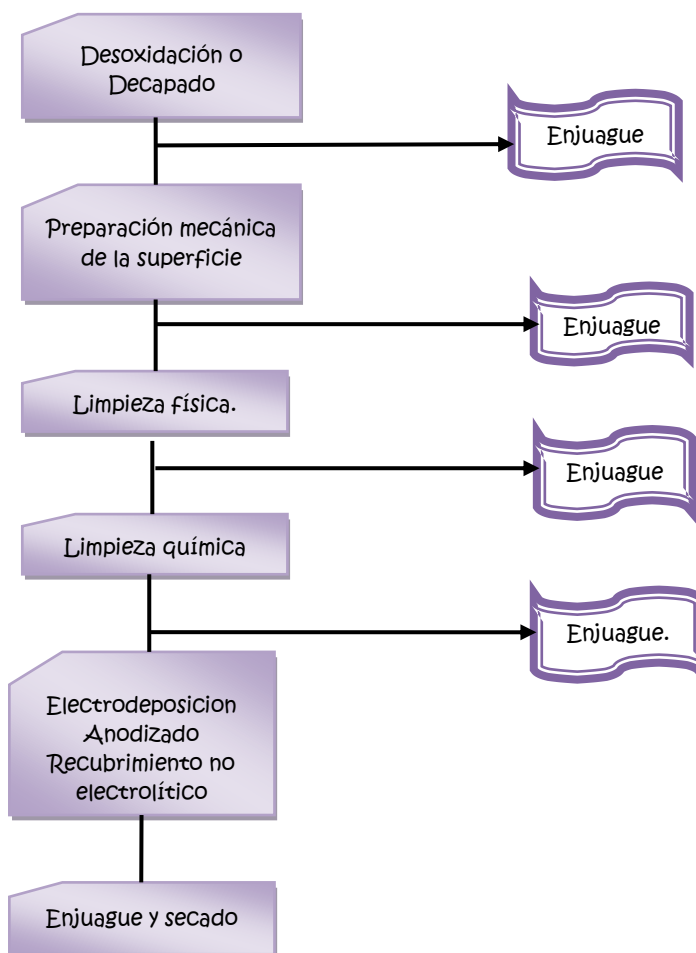 Desoxidación o
Decapado
Enjuague
Preparación mecánica
de la superficie
Enjuague
Limpieza física.
Enjuague
Limpieza química
Enjuague.
Electrodeposicion
Anodizado
Recubrimiento no
electrolítico
Enjuague y secado